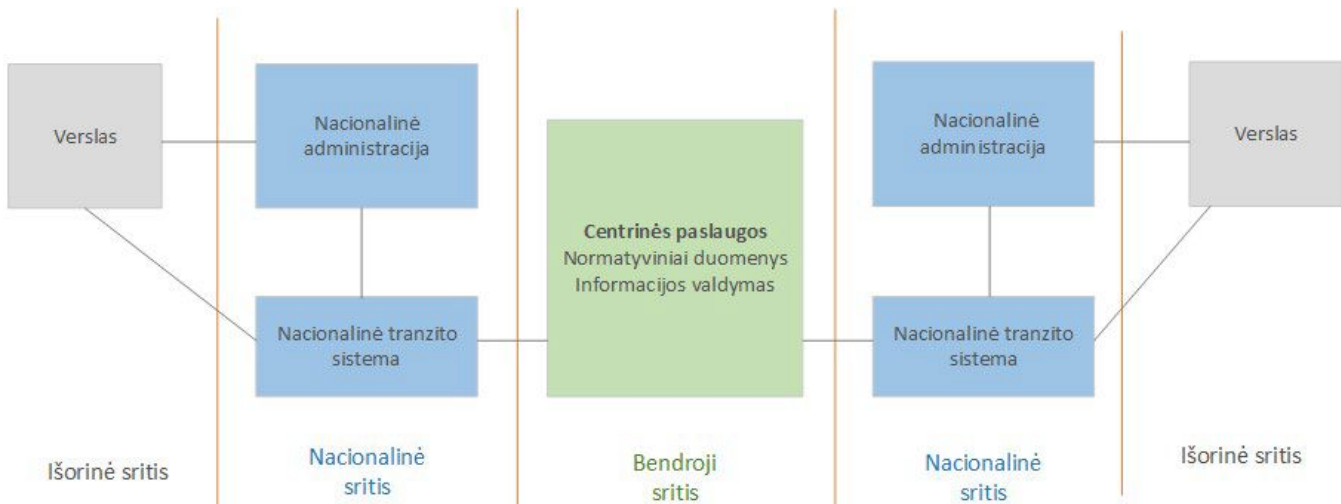 Verslas
Nacionalinė
administracija
Nacionalinė tranzito
sistema
Centrinės paslaugos
Normatyviniai duomenys
Informacijos valdymas
Nacionalinė
administracija
Nacionalinė tranzito
sistema
Verslas
Išorinė sritis
Nacionalinė
sritis
Bendroji
sritis
Nacionalinė
sritis
Išorinė sritis